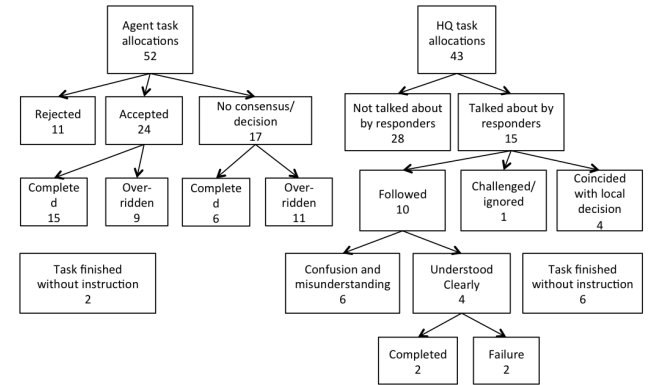 Agent task
allocations
52
HQ task
allocations
43
Rejected
11
Accepted
24
No consensus/
decision
17
Not talked about
by responders
28
Talked about by
responders
15
Complete
d
15
Over-
ridden
9
Complete
d
6
Over-
ridden
11
Followed
10
Challenged/
ignored
1
Coincided
with local
decision
4
Task finished
without instruction
2
Confusion and
misunderstanding
6
Understood
Clearly
4
Task finished
without instruction
6
Completed
2
Failure
2